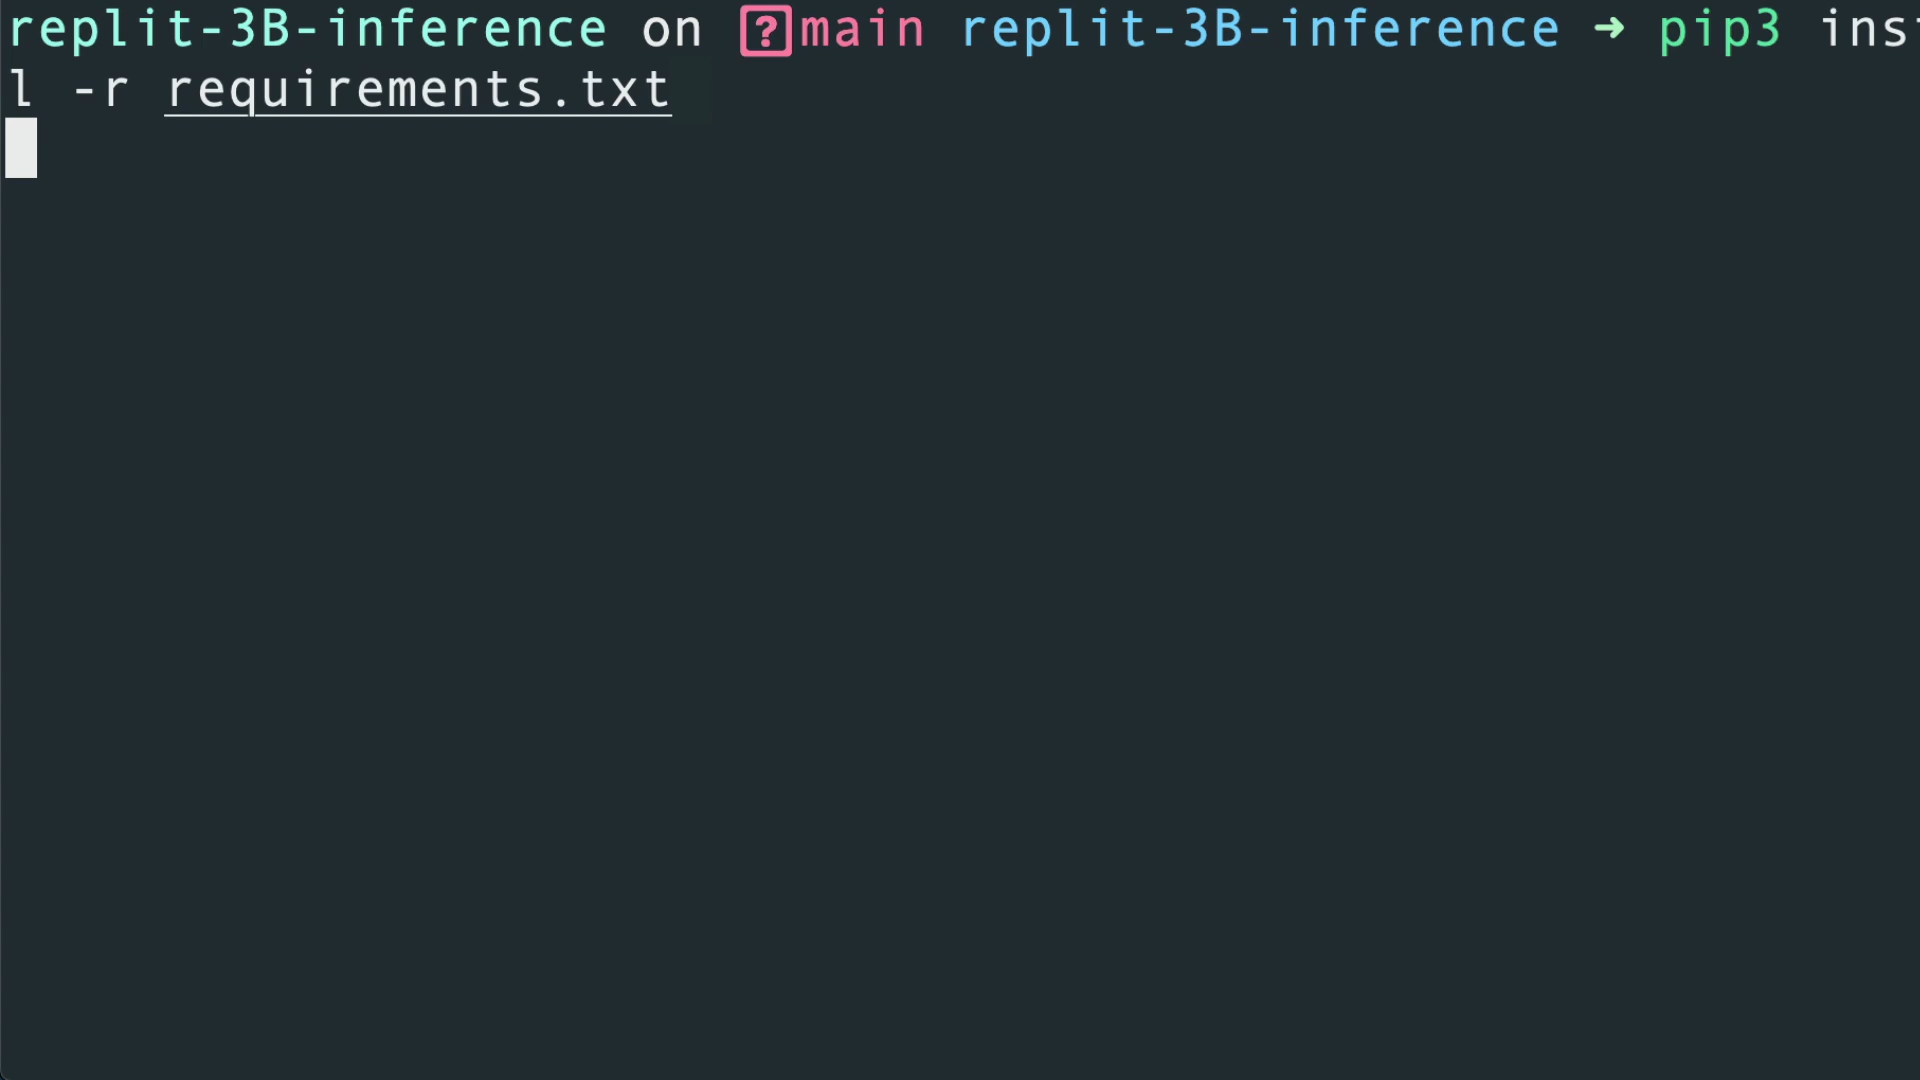 replit-3B-inference on ?main replit-3B-inference ➜ pip3 ins
l -r requirements.txt